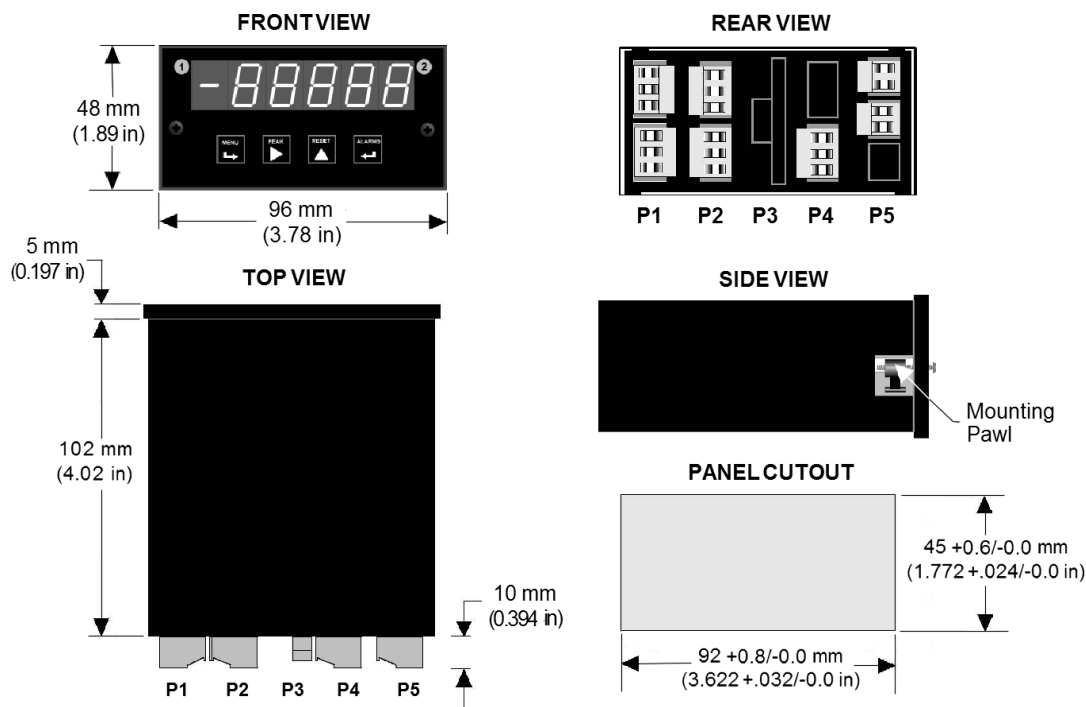 FRONT VIEW
1
2
-88888
MENU
PEAK
RESET
ALARMS
48 mm
(1.89 in)
96 mm
(3.78 in)
REAR VIEW
P1 P2 P3 P4 P5
5 mm
(0.197 in)
TOP VIEW
102 mm
(4.02 in)
10 mm
(0.394 in)
P1 P2 P3 P4 P5
SIDE VIEW
Mounting
Pawl
PANEL CUTOUT
45 +0.6/-0.0 mm
(1.772 +.024/-0.0 in)
92 +0.8/-0.0 mm
(3.622 +.032/-0.0 in)